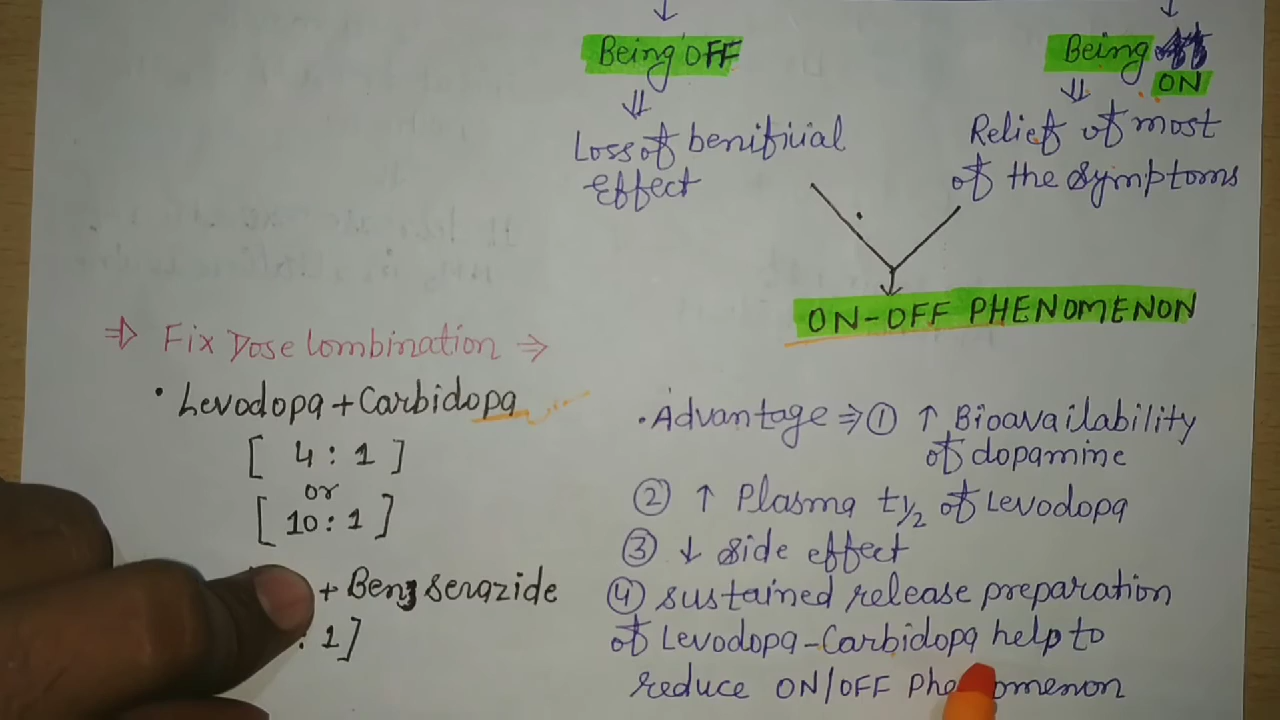 Being OFF
Being
ON
Loss of benificial
Effect
Relief of most
of the symptoms
ON-OFF PHENOMENON
⇒ Fix Dose Combination ⇒
• Levodopa + Carbidopa
[ 4 : 1 ]
or
[ 10 : 1 ]
+ Benserazide
: 1 ]
• Advantage ⇒ ① ↑ Bioavailability
of dopamine
② ↑ Plasma t1/2 of Levodopa
③ ↓ side effect
④ sustained release preparation
of Levodopa-Carbidopa help to
reduce ON/OFF Phenomenon